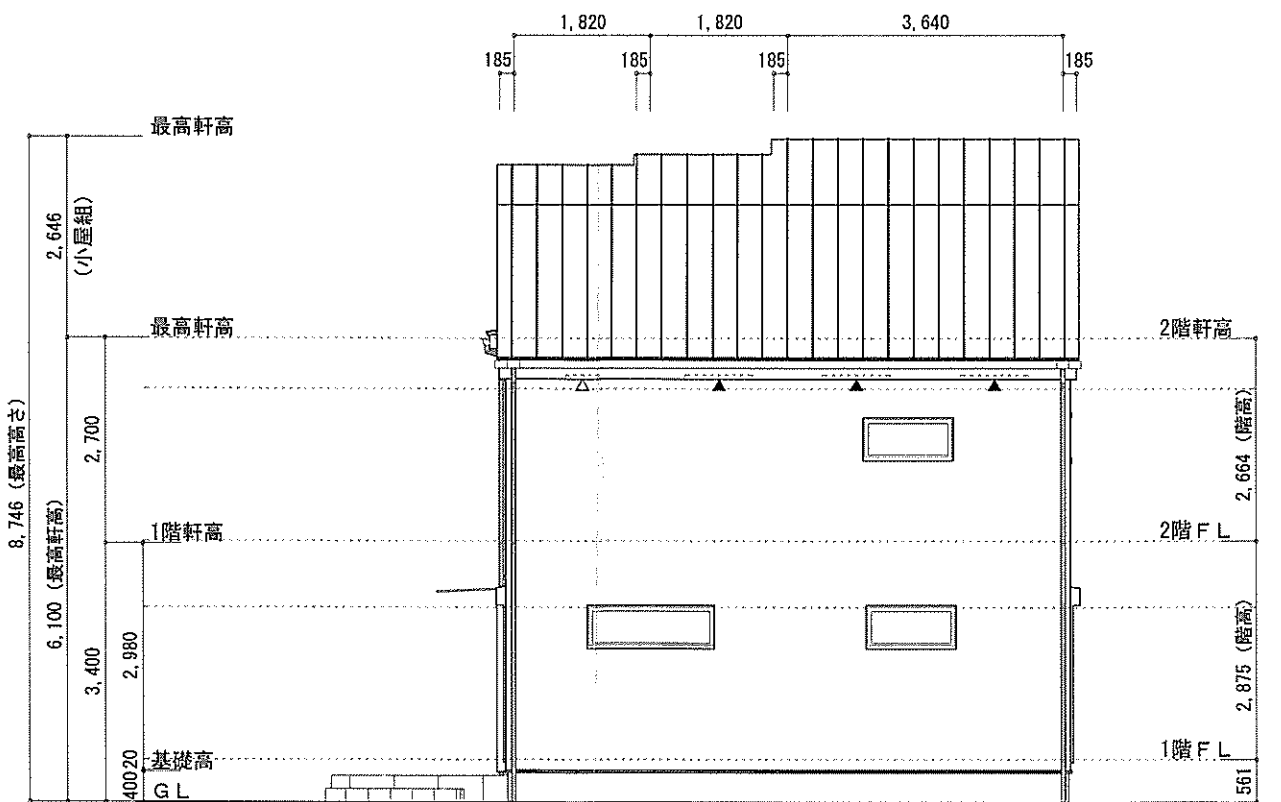 1,820
1,820
3,640
185
185
185
185
最高軒高
2,646
(小屋組)
最高軒高
2階軒高
8,746 (最高高さ)
6,100 (最高軒高)
2,700
2,664 (階高)
1階軒高
2階ＦＬ
3,400
2,980
2,875 (階高)
20
基礎高
1階ＦＬ
400
ＧＬ
561